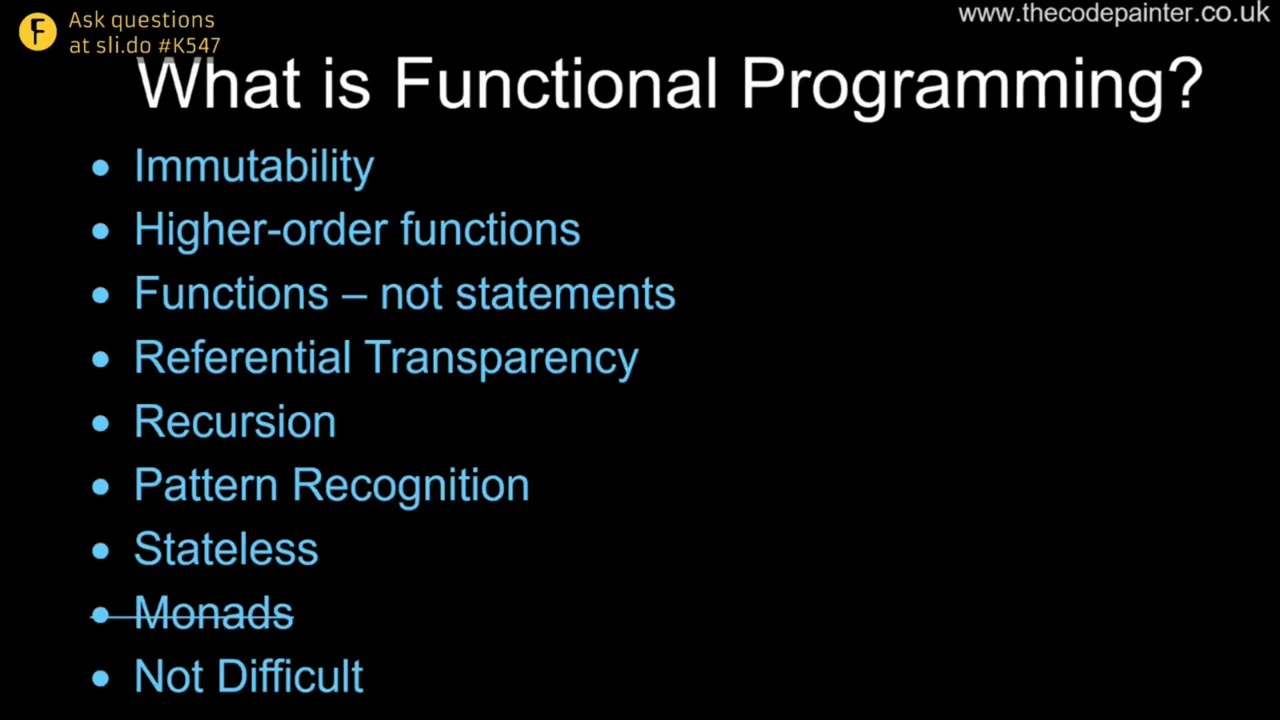 Ask questions
at sli.do #K547
www.thecodepainter.co.uk
What is Functional Programming?
• Immutability
• Higher-order functions
• Functions – not statements
• Referential Transparency
• Recursion
• Pattern Recognition
• Stateless
• Monads
• Not Difficult